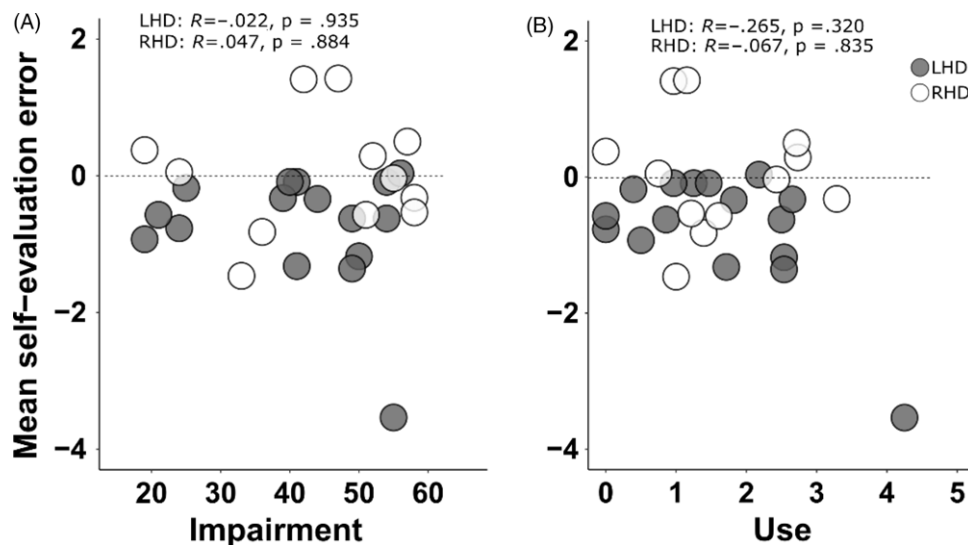 (A)
LHD: R=−.022, p = .935
RHD: R=.047, p = .884
Mean self−evaluation error
2
0
−2
−4
20 30 40 50 60
Impairment
(B)
LHD: R=−.265, p =.320
RHD: R=−.067, p = .835
LHD
RHD
2
0
−2
−4
0 1 2 3 4 5
Use